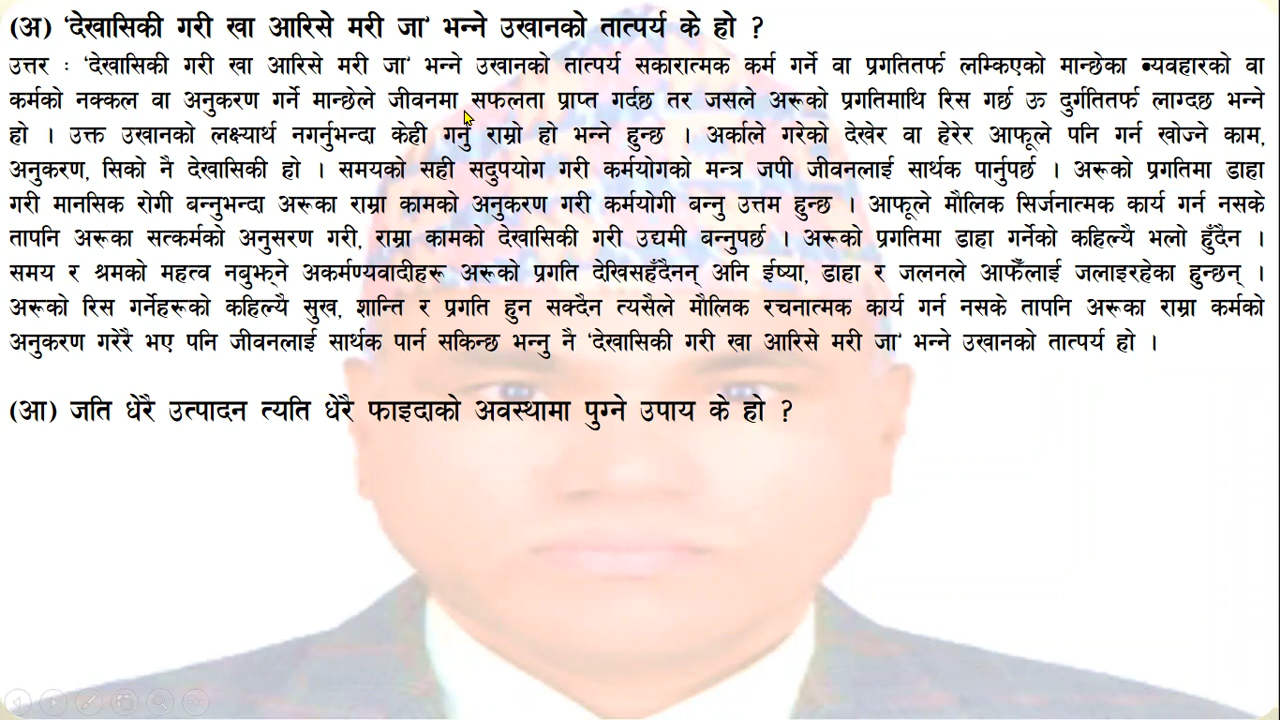 (अ) 'देखासिकी गरी खा आरिसे मरी जा' भन्ने उखानको तात्पर्य के हो ?
उत्तर : 'देखासिकी गरी खा आरिसे मरी जा' भन्ने उखानको तात्पर्य सकारात्मक कर्म गर्ने वा प्रगतितर्फ लम्किएको मान्छेका व्यवहारको वा
कर्मको नक्कल वा अनुकरण गर्ने मान्छेले जीवनमा सफलता प्राप्त गर्दछ तर जसले अरूको प्रगतिमाथि रिस गर्छ ऊ दुर्गतितर्फ लाग्दछ भन्ने
हो । उक्त उखानको लक्ष्यार्थ नगर्नुभन्दा केही गर्नु राम्रो हो भन्ने हुन्छ । अर्काले गरेको देखेर वा हेरेर आफूले पनि गर्न खोज्ने काम,
अनुकरण, सिको नै देखासिकी हो । समयको सही सदुपयोग गरी कर्मयोगको मन्त्र जपी जीवनलाई सार्थक पार्नुपर्छ । अरूको प्रगतिमा डाहा
गरी मानसिक रोगी बन्नुभन्दा अरूका राम्रा कामको अनुकरण गरी कर्मयोगी बन्नु उत्तम हुन्छ । आफूले मौलिक सिर्जनात्मक कार्य गर्न नसके
तापनि अरूका सत्कर्मको अनुसरण गरी, राम्रा कामको देखासिकी गरी उद्यमी बन्नुपर्छ । अरूको प्रगतिमा डाहा गर्नेको कहिल्यै भलो हुँदैन ।
समय र श्रमको महत्व नबुझ्ने अकर्मण्यवादीहरू अरूको प्रगति देखिसहँदैनन् अनि ईष्या, डाहा र जलनले आफैँलाई जलाइरहेका हुन्छन् ।
अरूको रिस गर्नेहरूको कहिल्यै सुख, शान्ति र प्रगति हुन सक्दैन त्यसैले मौलिक रचनात्मक कार्य गर्न नसके तापनि अरूका राम्रा कर्मको
अनुकरण गरेरै भए पनि जीवनलाई सार्थक पार्न सकिन्छ भन्नु नै 'देखासिकी गरी खा आरिसे मरी जा' भन्ने उखानको तात्पर्य हो ।
(आ) जति धेरै उत्पादन त्यति धेरै फाइदाको अवस्थामा पुग्ने उपाय के हो ?